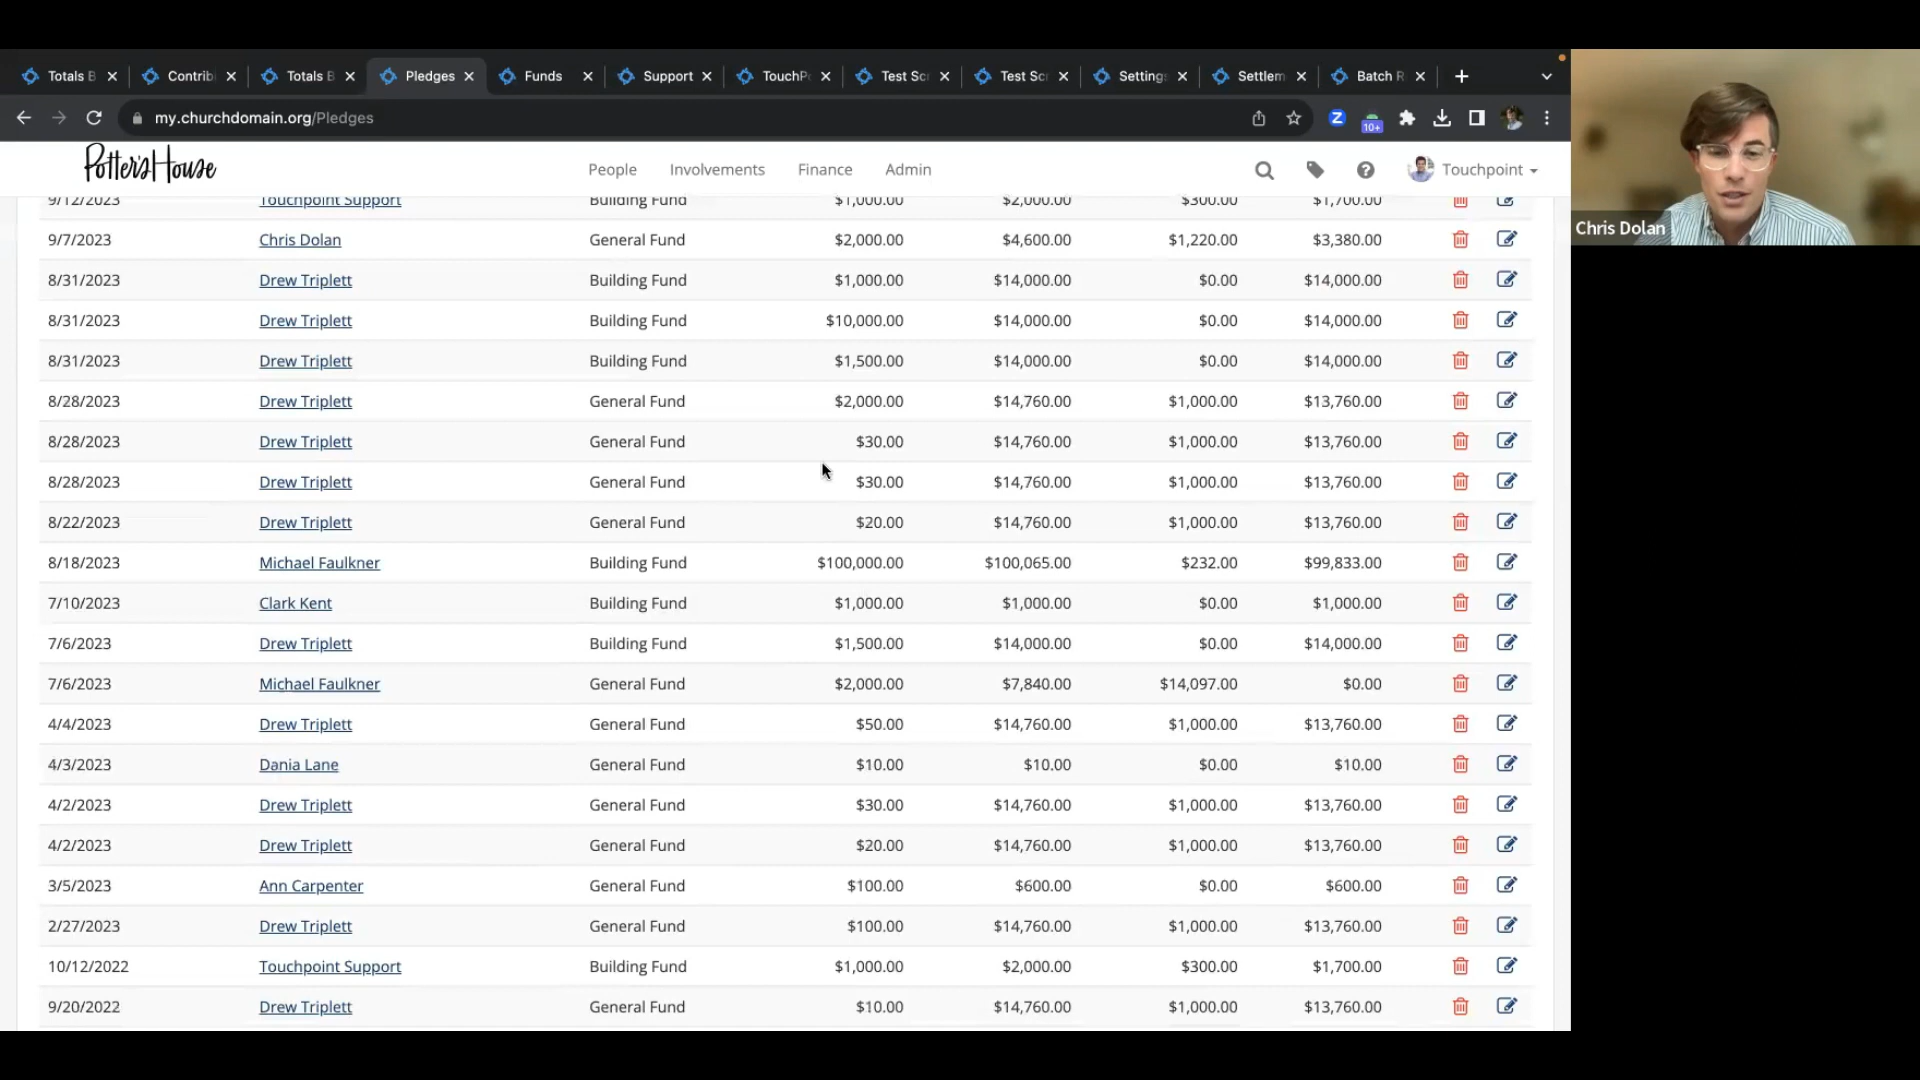 Totals B Contrib Totals B Pledges Funds Support TouchP Test Sc Test Sc Setting Settlem Batch R
my.churchdomain.org/Pledges Z 10+
Potter's House People Involvements Finance Admin Touchpoint
Chris Dolan
9/12/2023 Touchpoint Support Building Fund $1,000.00 $2,000.00 $300.00 $1,700.00
9/7/2023 Chris Dolan General Fund $2,000.00 $4,600.00 $1,220.00 $3,380.00
8/31/2023 Drew Triplett Building Fund $1,000.00 $14,000.00 $0.00 $14,000.00
8/31/2023 Drew Triplett Building Fund $10,000.00 $14,000.00 $0.00 $14,000.00
8/31/2023 Drew Triplett Building Fund $1,500.00 $14,000.00 $0.00 $14,000.00
8/28/2023 Drew Triplett General Fund $2,000.00 $14,760.00 $1,000.00 $13,760.00
8/28/2023 Drew Triplett General Fund $30.00 $14,760.00 $1,000.00 $13,760.00
8/28/2023 Drew Triplett General Fund $30.00 $14,760.00 $1,000.00 $13,760.00
8/22/2023 Drew Triplett General Fund $20.00 $14,760.00 $1,000.00 $13,760.00
8/18/2023 Michael Faulkner Building Fund $100,000.00 $100,065.00 $232.00 $99,833.00
7/10/2023 Clark Kent Building Fund $1,000.00 $1,000.00 $0.00 $1,000.00
7/6/2023 Drew Triplett Building Fund $1,500.00 $14,000.00 $0.00 $14,000.00
7/6/2023 Michael Faulkner General Fund $2,000.00 $7,840.00 $14,097.00 $0.00
4/4/2023 Drew Triplett General Fund $50.00 $14,760.00 $1,000.00 $13,760.00
4/3/2023 Dania Lane General Fund $10.00 $10.00 $0.00 $10.00
4/2/2023 Drew Triplett General Fund $30.00 $14,760.00 $1,000.00 $13,760.00
4/2/2023 Drew Triplett General Fund $20.00 $14,760.00 $1,000.00 $13,760.00
3/5/2023 Ann Carpenter General Fund $100.00 $600.00 $0.00 $600.00
2/27/2023 Drew Triplett General Fund $100.00 $14,760.00 $1,000.00 $13,760.00
10/12/2022 Touchpoint Support Building Fund $1,000.00 $2,000.00 $300.00 $1,700.00
9/20/2022 Drew Triplett General Fund $10.00 $14,760.00 $1,000.00 $13,760.00